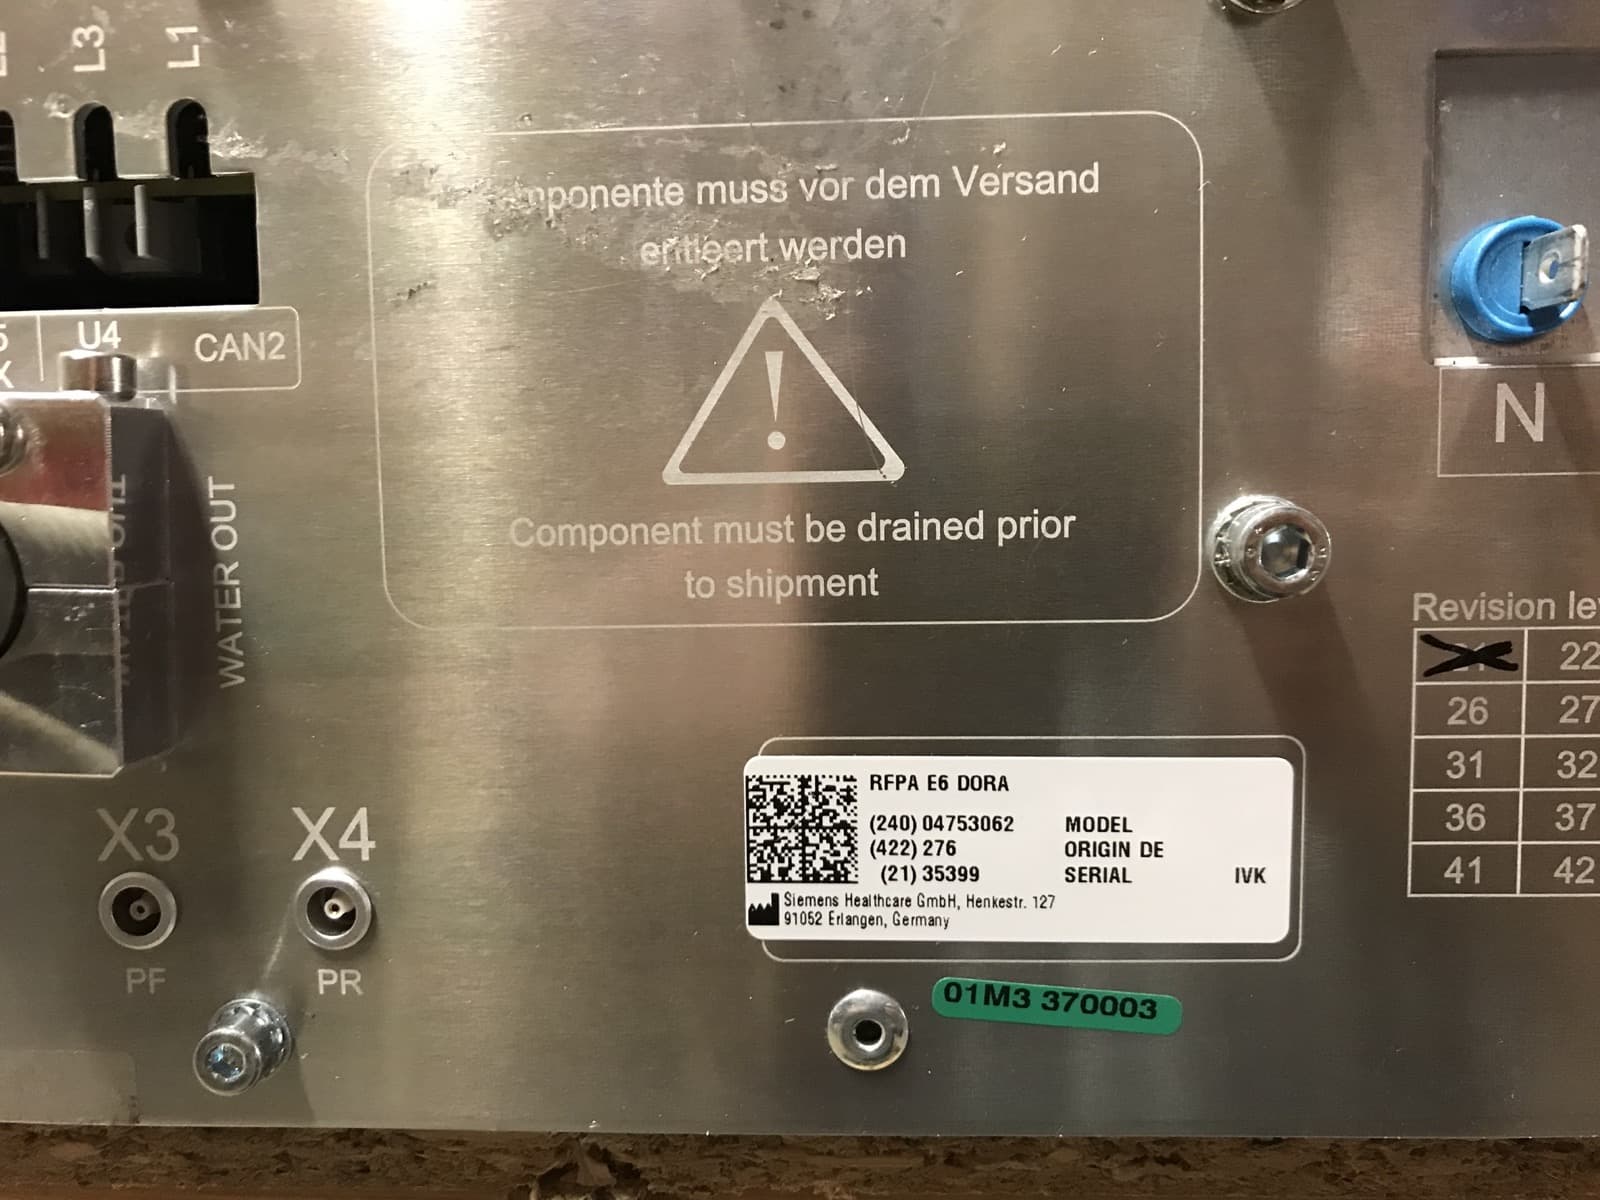 L3
L1
muss vor dem Versand
entleert werden
U4
CAN2
WATER OUT
Component must be drained prior
to shipment
N
Revision
22
26
27
31
32
36
37
41
42
X3
X4
PF
PR
RFPA E6 DORA
(240) 04753062 MODEL
(422) 276 ORIGIN DE
(21) 35399 SERIAL IVK
Siemens Healthcare GmbH, Henkestr. 127
91052 Erlangen, Germany
01M3 370003